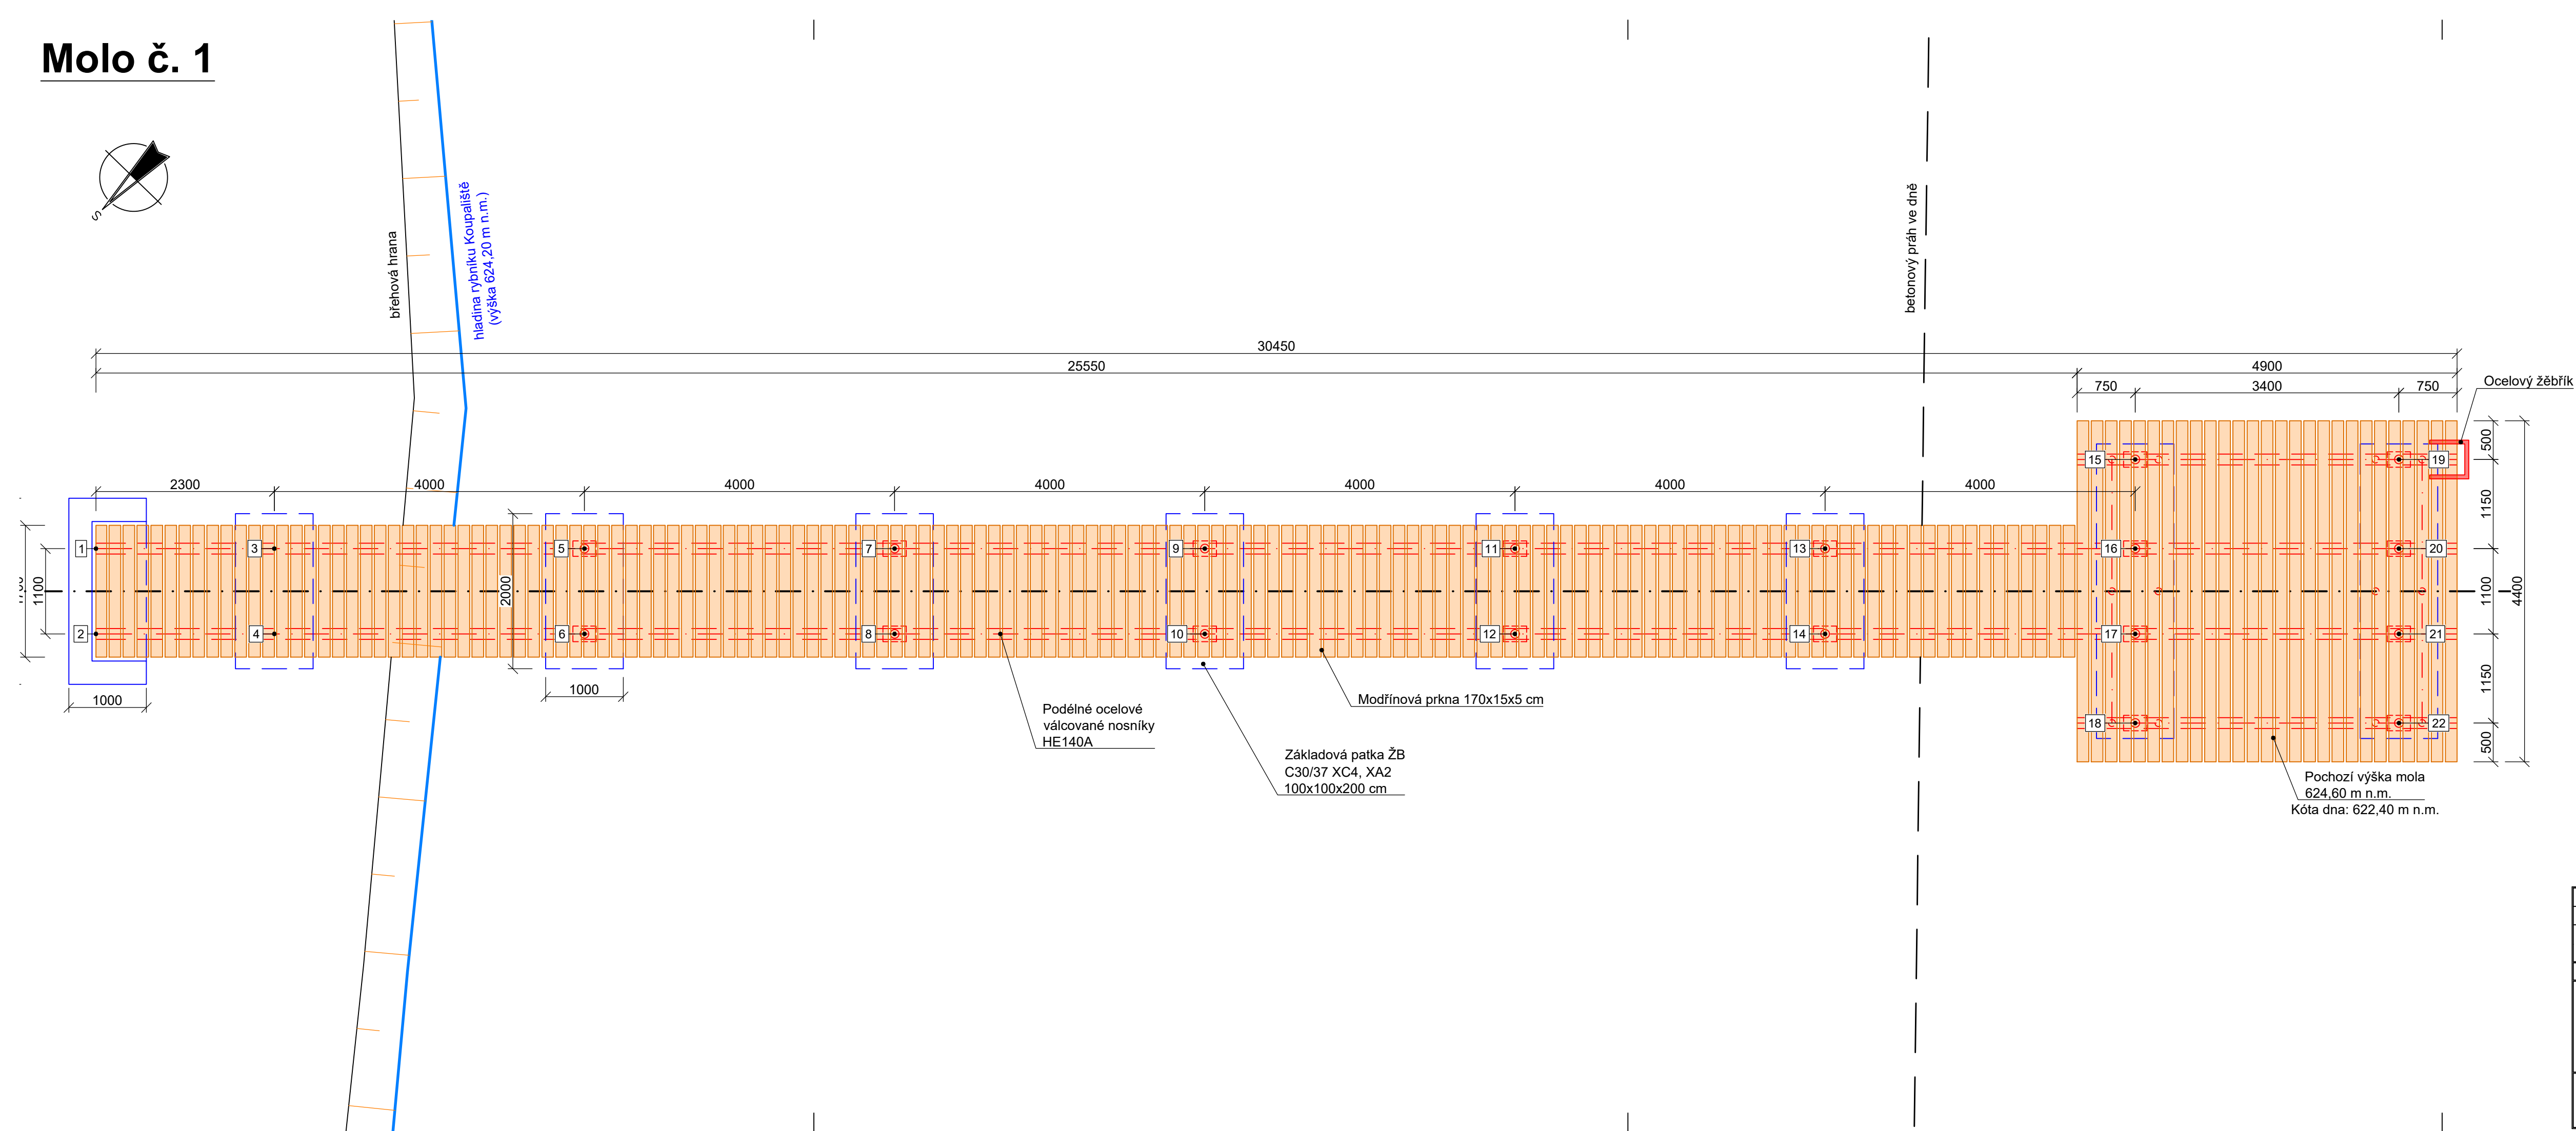 Molo č. 1
S
břehová hrana
hladina rybníku Koupaliště
(výška 624,20 m n.m.)
betonový práh ve dně
30450
25550
4900
750
3400
750
Ocelový žěbřík
2300
4000
4000
4000
4000
4000
4000
500
1150
1100
1150
500
4400
1100
2000
1
2
3
4
5
6
7
8
9
10
11
12
13
14
15
16
17
18
19
20
21
22
1000
1000
Podélné ocelové
válcované nosníky
HE140A
Modřínová prkna 170x15x5 cm
Základová patka ŽB
C30/37 XC4, XA2
100x100x200 cm
Pochozí výška mola
624,60 m n.m.
Kóta dna: 622,40 m n.m.